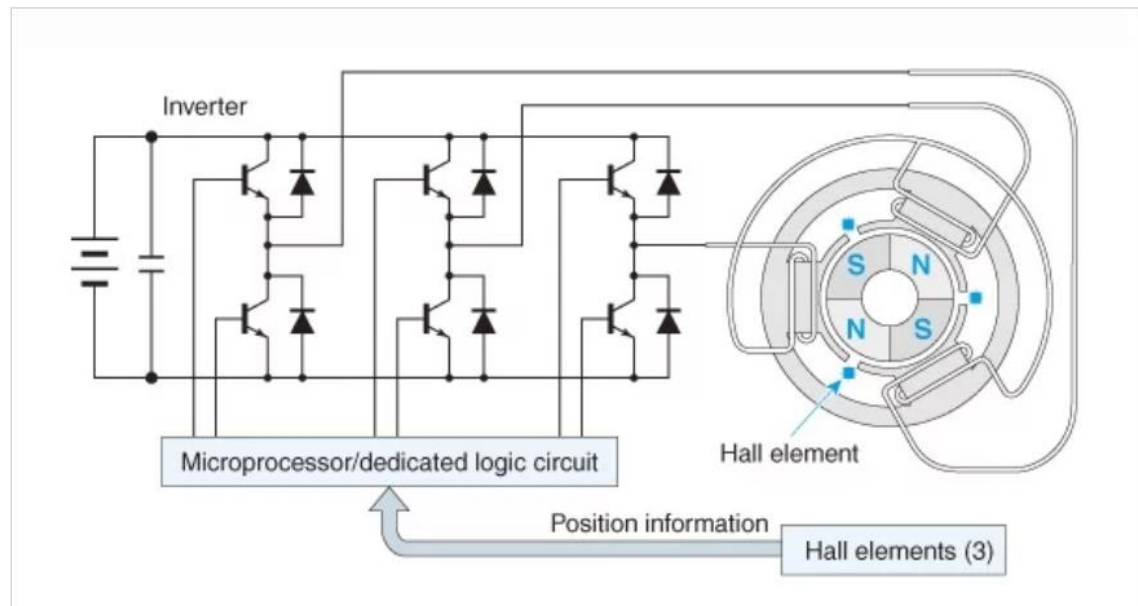 Inverter
S N
N S
Hall element
Microprocessor/dedicated logic circuit
Position information
Hall elements (3)